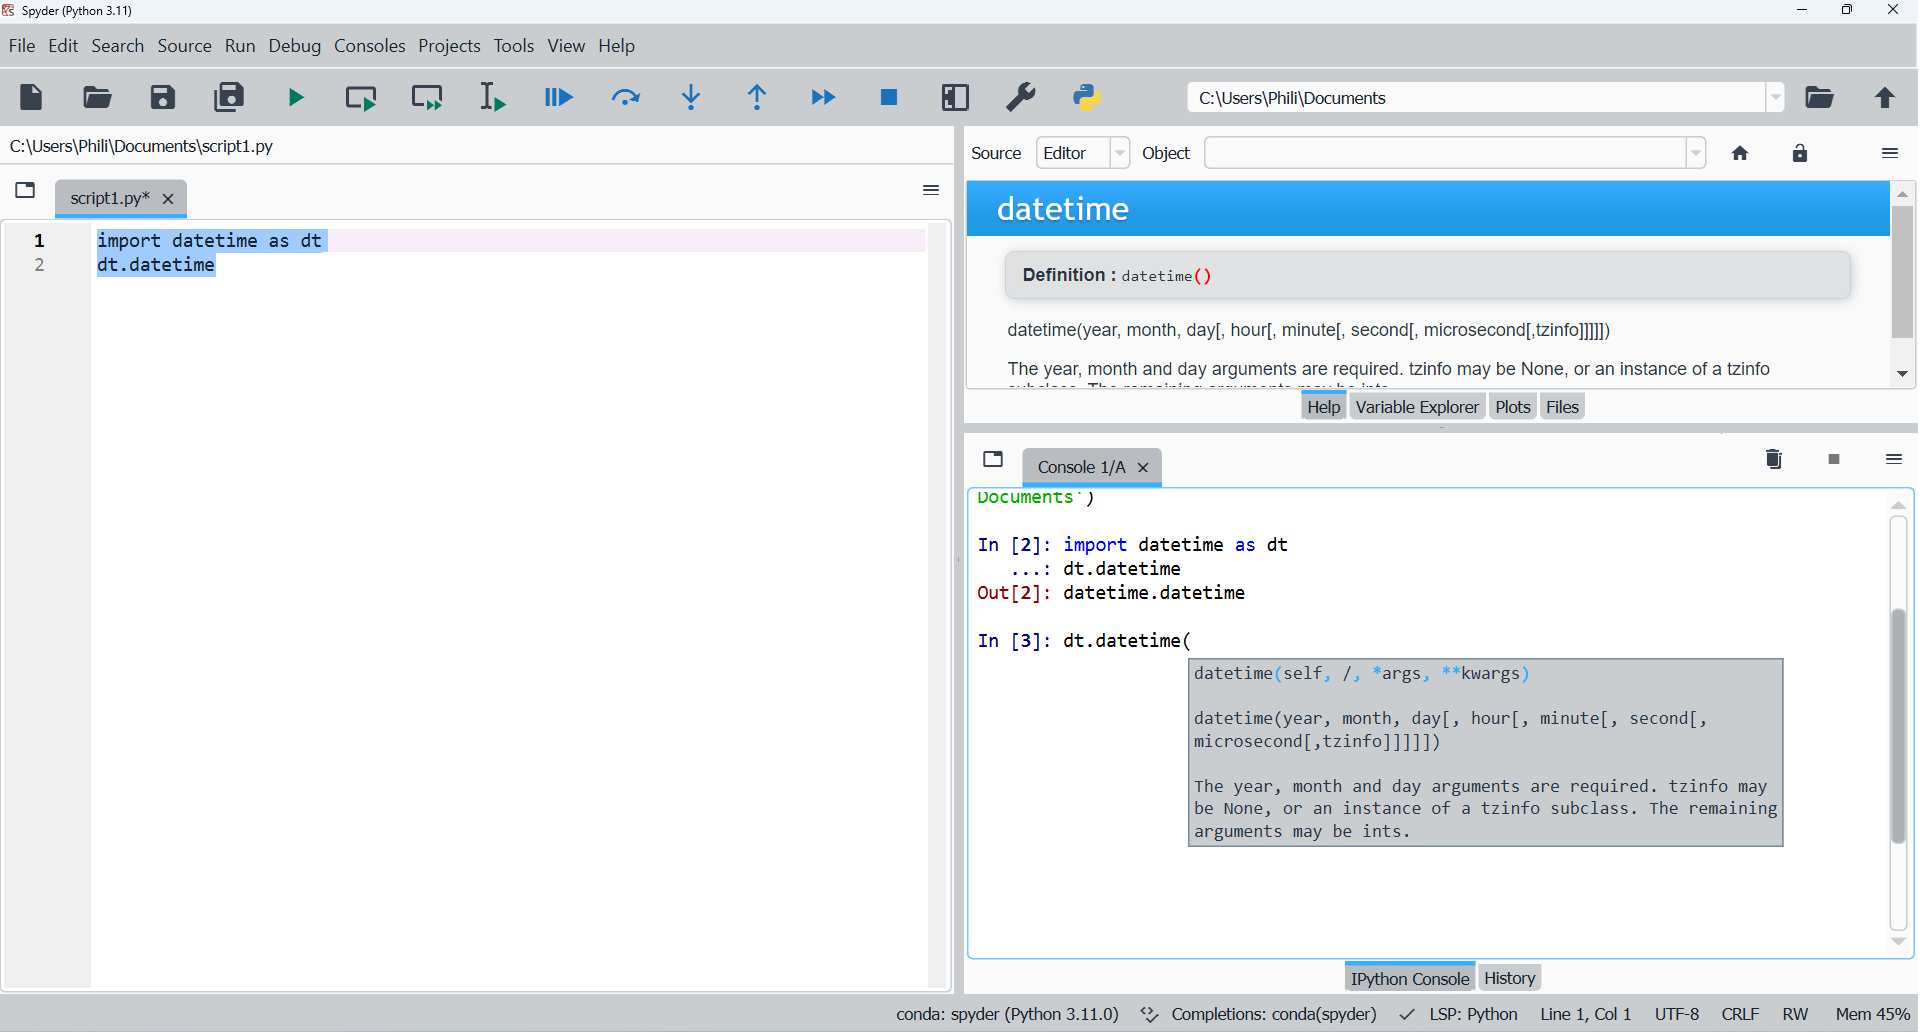 Spyder (Python 3.11)
File Edit Search Source Run Debug Consoles Projects Tools View Help
C:\Users\Phili\Documents
C:\Users\Phili\Documents\script1.py
script1.py*
1 import datetime as dt
2 dt.datetime
Source Editor Object
datetime
Definition : datetime()
datetime(year, month, day[, hour[, minute[, second[, microsecond[,tzinfo]]]]])
The year, month and day arguments are required. tzinfo may be None, or an instance of a tzinfo
subclass. The remaining arguments may be ints.
Help Variable Explorer Plots Files
Console 1/A
Documents')
In [2]: import datetime as dt
...: dt.datetime
Out[2]: datetime.datetime
In [3]: dt.datetime(
datetime(self, /, *args, **kwargs)
datetime(year, month, day[, hour[, minute[, second[,
microsecond[,tzinfo]]]]])
The year, month and day arguments are required. tzinfo may
be None, or an instance of a tzinfo subclass. The remaining
arguments may be ints.
IPython Console History
conda: spyder (Python 3.11.0) Completions: conda(spyder) LSP: Python Line 1, Col 1 UTF-8 CRLF RW Mem 45%